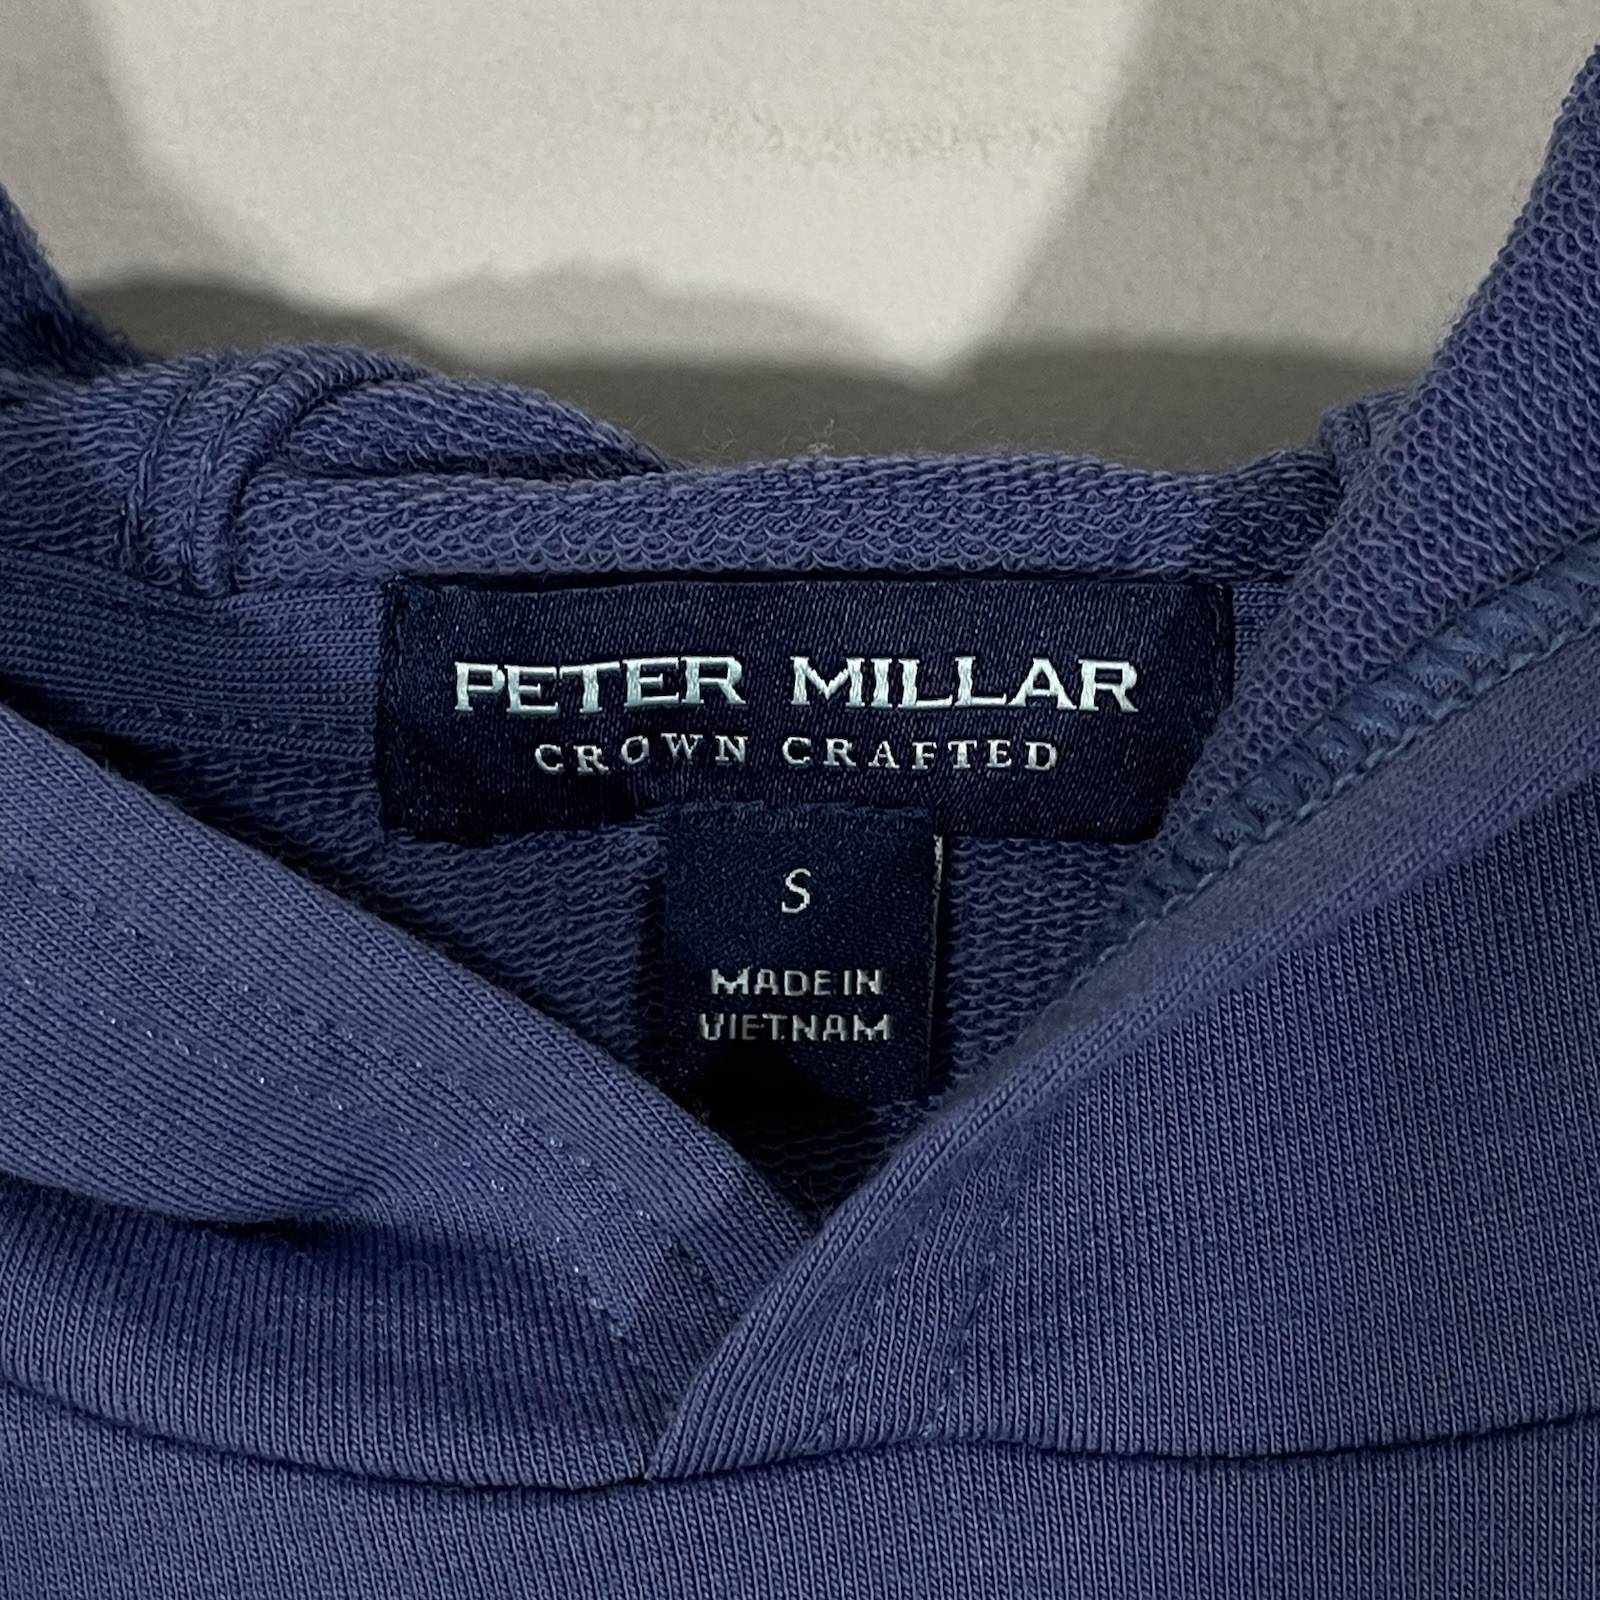 PETER MILLAR
CROWN CRAFTED
S
MADE IN
VIETNAM